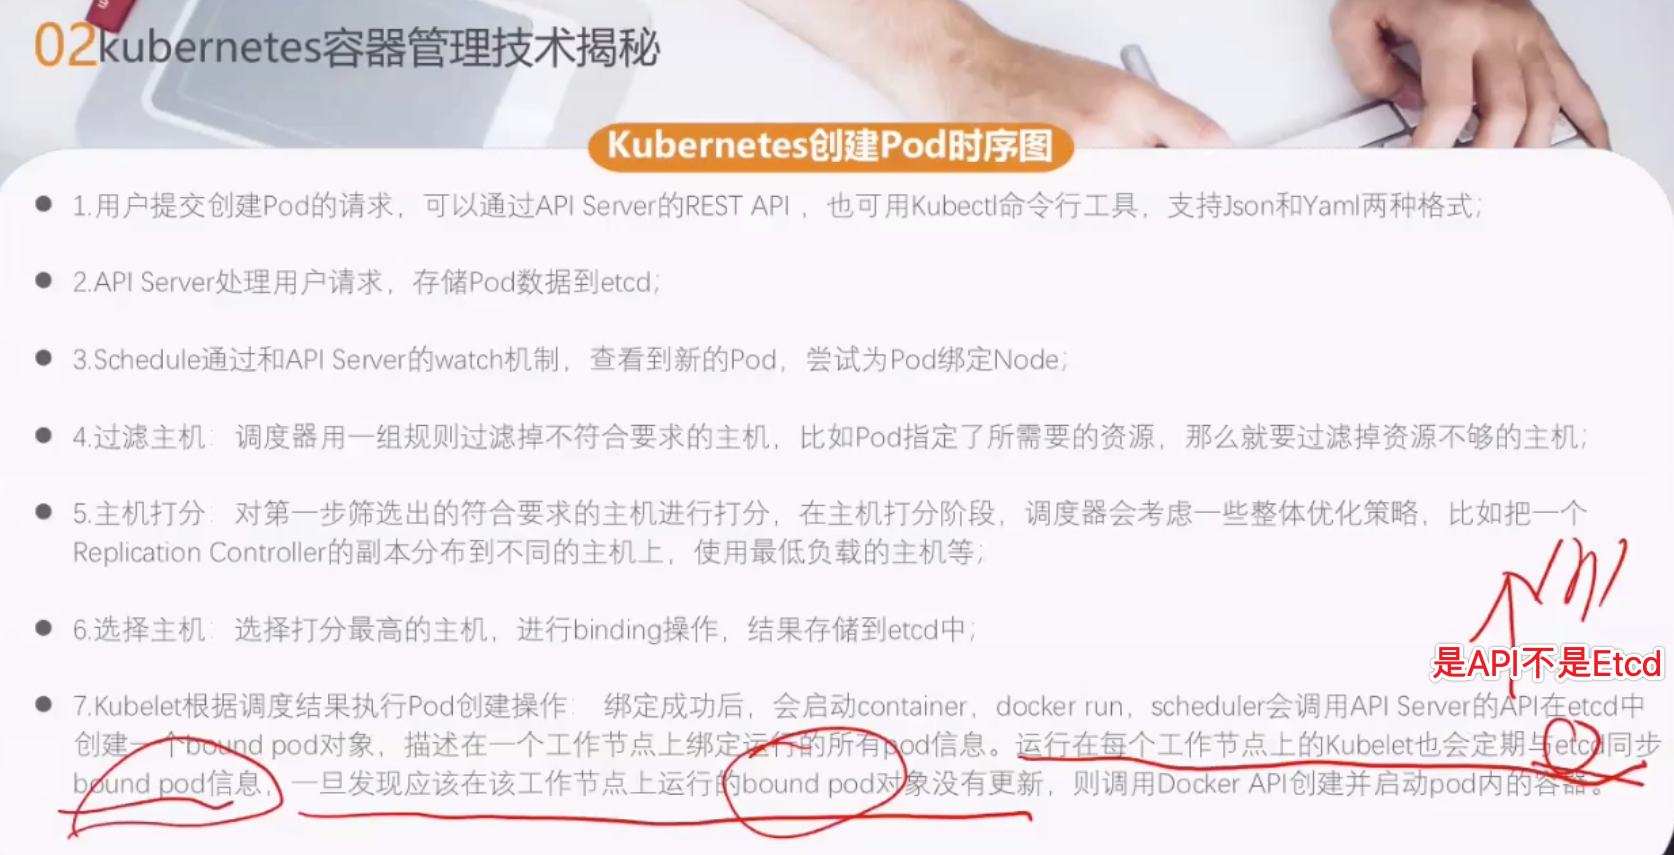 02kubernetes容器管理技术揭秘
Kubernetes创建Pod时序图
1.用户提交创建Pod的请求，可以通过API Server的REST API ，也可用Kubectl命令行工具，支持Json和Yaml两种格式；
2.API Server处理用户请求，存储Pod数据到etcd；
3.Schedule通过和API Server的watch机制，查看到新的Pod，尝试为Pod绑定Node；
4.过滤主机：调度器用一组规则过滤掉不符合要求的主机，比如Pod指定了所需要的资源，那么就要过滤掉资源不够的主机；
5.主机打分：对第一步筛选出的符合要求的主机进行打分，在主机打分阶段，调度器会考虑一些整体优化策略，比如把一个
Replication Controller的副本分布到不同的主机上，使用最低负载的主机等；
6.选择主机：选择打分最高的主机，进行binding操作，结果存储到etcd中；
是API不是Etcd
7.Kubelet根据调度结果执行Pod创建操作： 绑定成功后，会启动container，docker run，scheduler会调用API Server的API在etcd中
创建一个bound pod对象，描述在一个工作节点上绑定运行的所有pod信息。运行在每个工作节点上的Kubelet也会定期与etcd同步
bound pod信息，一旦发现应该在该工作节点上运行的bound pod对象没有更新，则调用Docker API创建并启动pod内的容器。